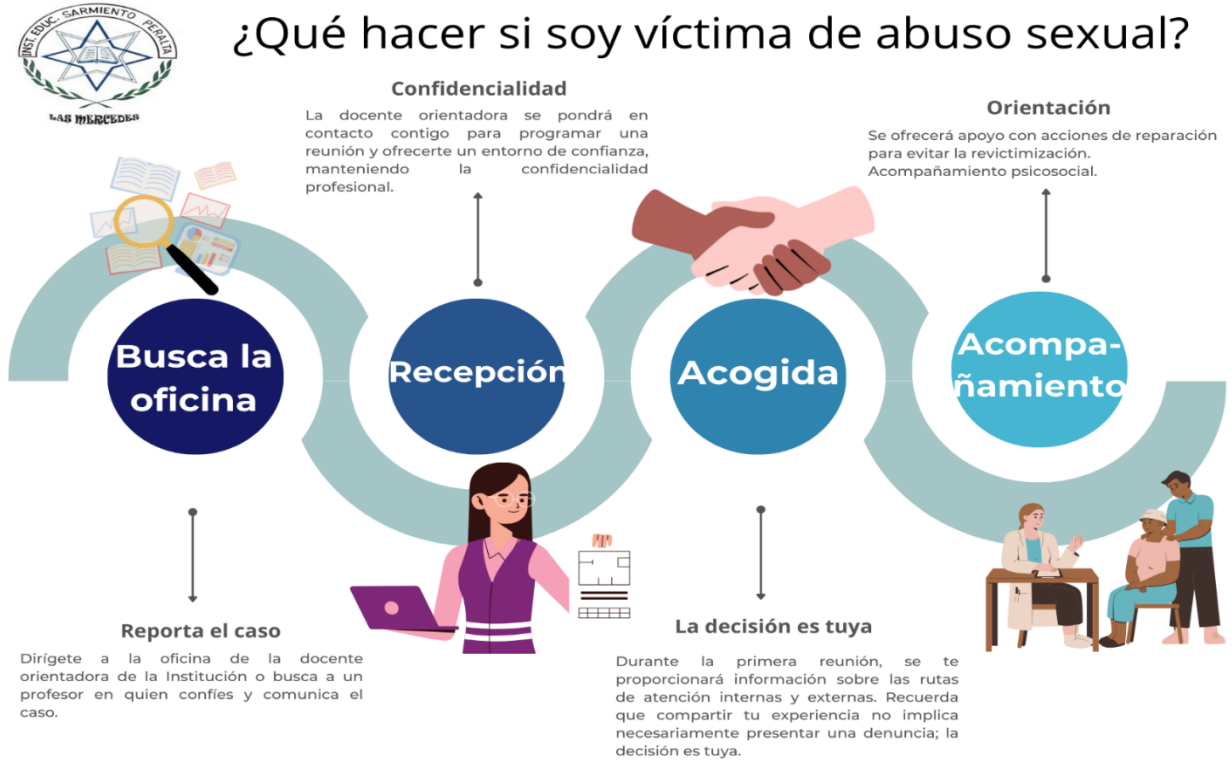 INST. EDUC. SARMIENTO PERALTA
LAS MERCEDES
¿Qué hacer si soy víctima de abuso sexual?
Confidencialidad
La docente orientadora se pondrá en
contacto contigo para programar una
reunión y ofrecerte un entorno de confianza,
manteniendo la confidencialidad
profesional.
Orientación
Se ofrecerá apoyo con acciones de reparación
para evitar la revictimización.
Acompañamiento psicosocial.
Busca la
oficina
Recepción
Acogida
Acompa-
ñamiento
Reporta el caso
Dirígete a la oficina de la docente
orientadora de la Institución o busca a un
profesor en quien confíes y comunica el
caso.
La decisión es tuya
Durante la primera reunión, se te
proporcionará información sobre las rutas
de atención internas y externas. Recuerda
que compartir tu experiencia no implica
necesariamente presentar una denuncia; la
decisión es tuya.